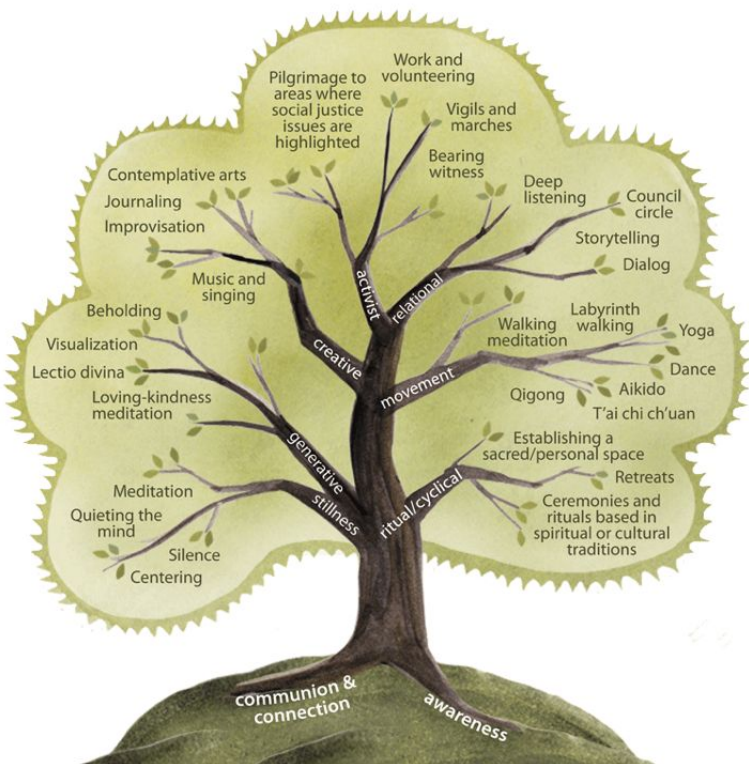 Work and
volunteering
Pilgrimage to
areas where
social justice
issues are
highlighted
Vigils and
marches
Bearing
witness
Deep
listening
Council
circle
Storytelling
Dialog
Contemplative arts
Journaling
Improvisation
Music and
singing
activist
relational
creative
movement
Beholding
Visualization
Lectio divina
Loving-kindness
meditation
generative
Walking
meditation
Labyrinth
walking
Yoga
Dance
Aikido
Qigong
T'ai chi ch'uan
Establishing a
sacred/personal space
Retreats
Ceremonies and
rituals based in
spiritual or cultural
traditions
ritual/cyclical
stillness
Meditation
Quieting the
mind
Silence
Centering
communion &
connection
awareness